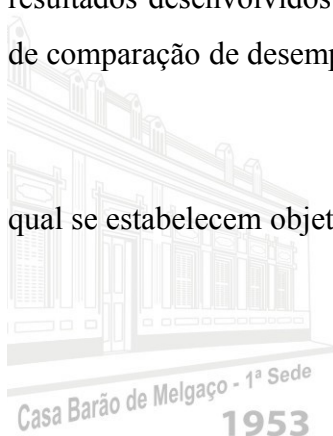 resultados desenvolvidos
de comparação de desemp
qual se estabelecem objet
Casa Barão de Melgaço - 1ª Sede
1953